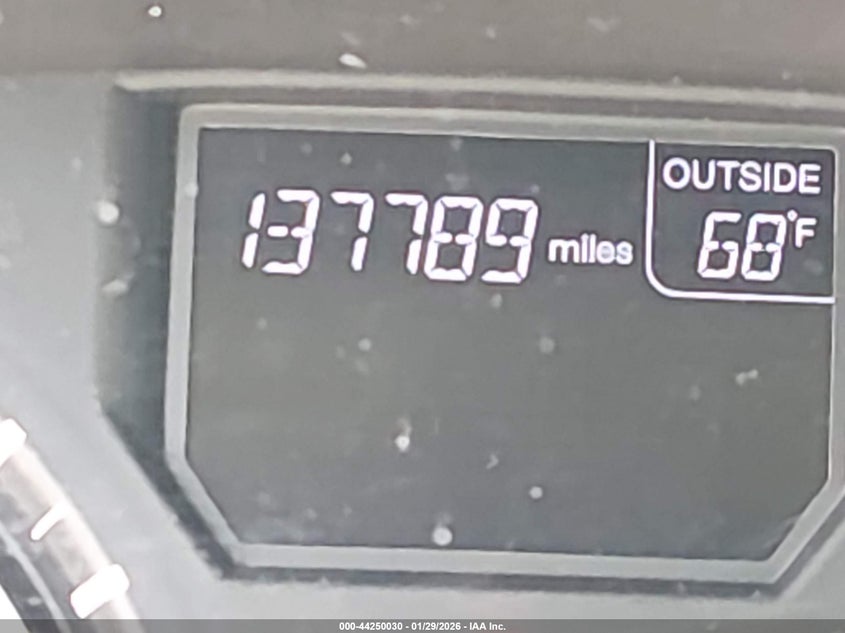 OUTSIDE
137789 miles 68°F
000-44250030 - 01/29/2026 - IAA Inc.